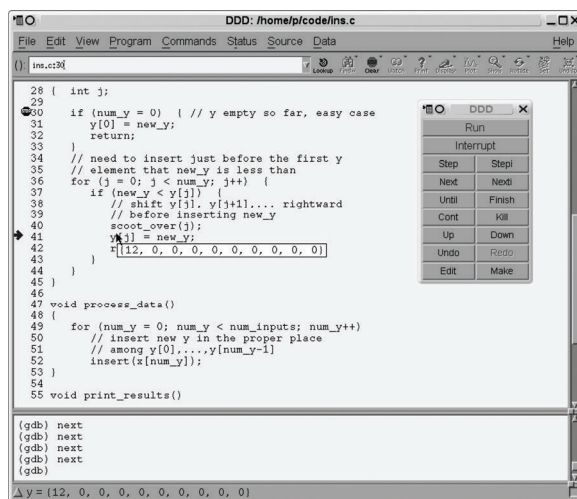 DDD: /home/p/code/ins.c
File Edit View Program Commands Status Source Data Help
(): ins.c:30
Lookup Clear Watch Print Display Plot Show Rotate Set Undisp
28 { int j;
29
30 if (num_y = 0) { // y empty so far, easy case
31 y[0] = new_y;
32 return;
33 }
34 // need to insert just before the first y
35 // element that new_y is less than
36 for (j = 0; j < num_y; j++) {
37 if (new_y < y[j]) {
38 // shift y[j], y[j+1],... rightward
39 // before inserting new_y
40 scoot_over(j);
41 y[j] = new_y;
42 r
{12, 0, 0, 0, 0, 0, 0, 0, 0, 0}
43 }
44 }
45 }
46
47 void process_data()
48 {
49 for (num_y = 0; num_y < num_inputs; num_y++)
50 // insert new y in the proper place
51 // among y[0],...,y[num_y-1]
52 insert(x[num_y]);
53 }
54
55 void print_results()
DDD
Run
Interrupt
Step Stepi
Next Nexti
Until Finish
Cont Kill
Up Down
Undo Redo
Edit Make
(gdb) next
(gdb) next
(gdb) next
(gdb) next
(gdb)
y = {12, 0, 0, 0, 0, 0, 0, 0, 0, 0}